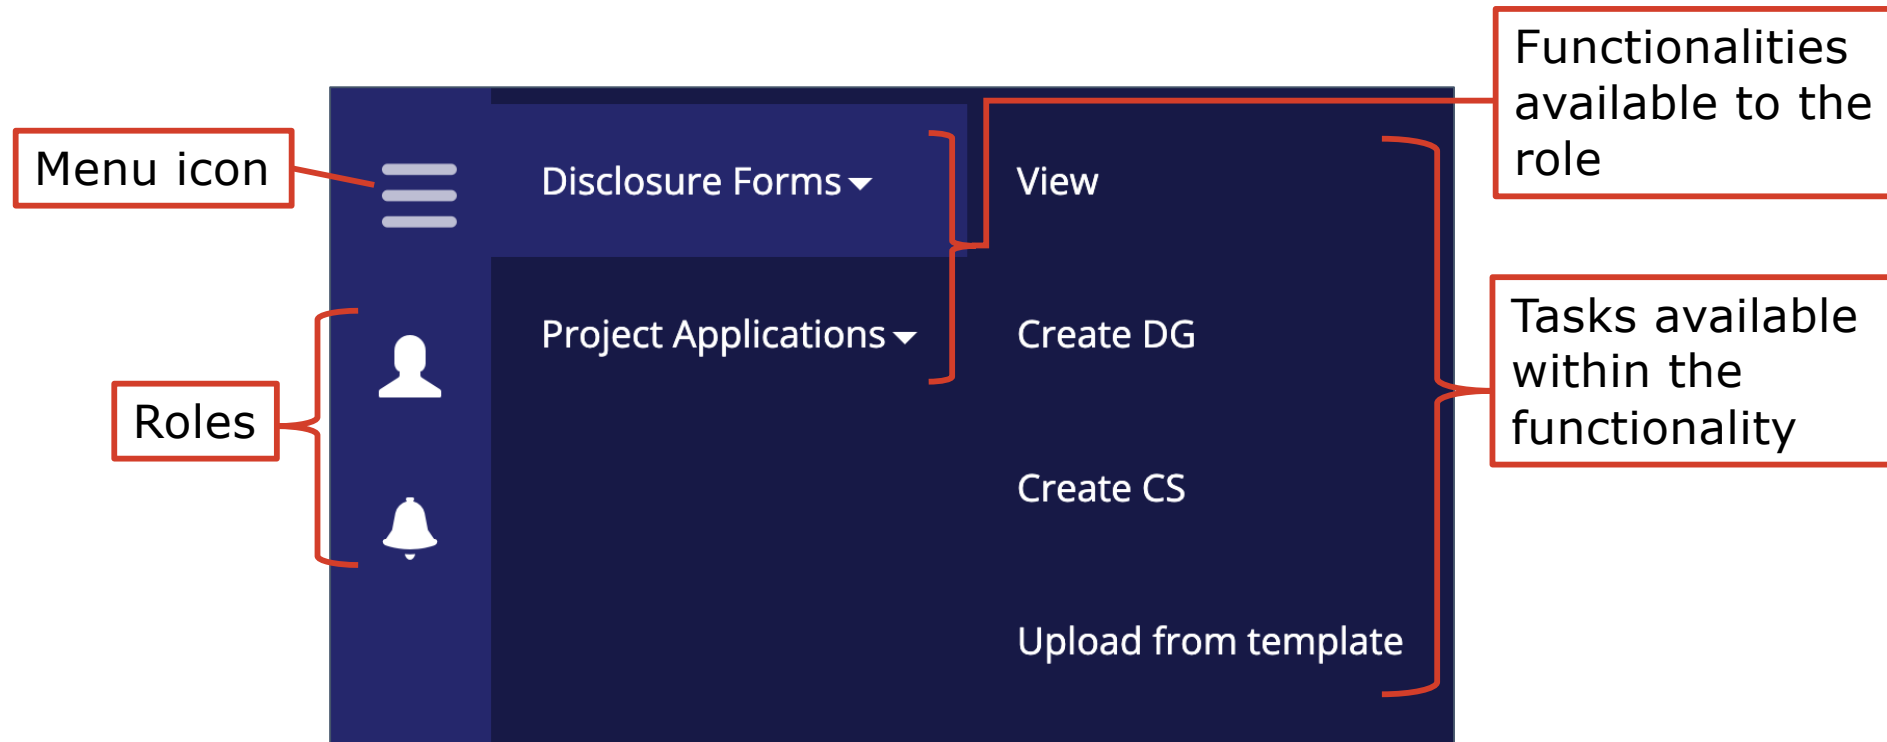 Functionalities
available to the
role
Menu icon
Disclosure Forms
View
Project Applications
Create DG
Tasks available
within the
functionality
Roles
Create CS
Upload from template